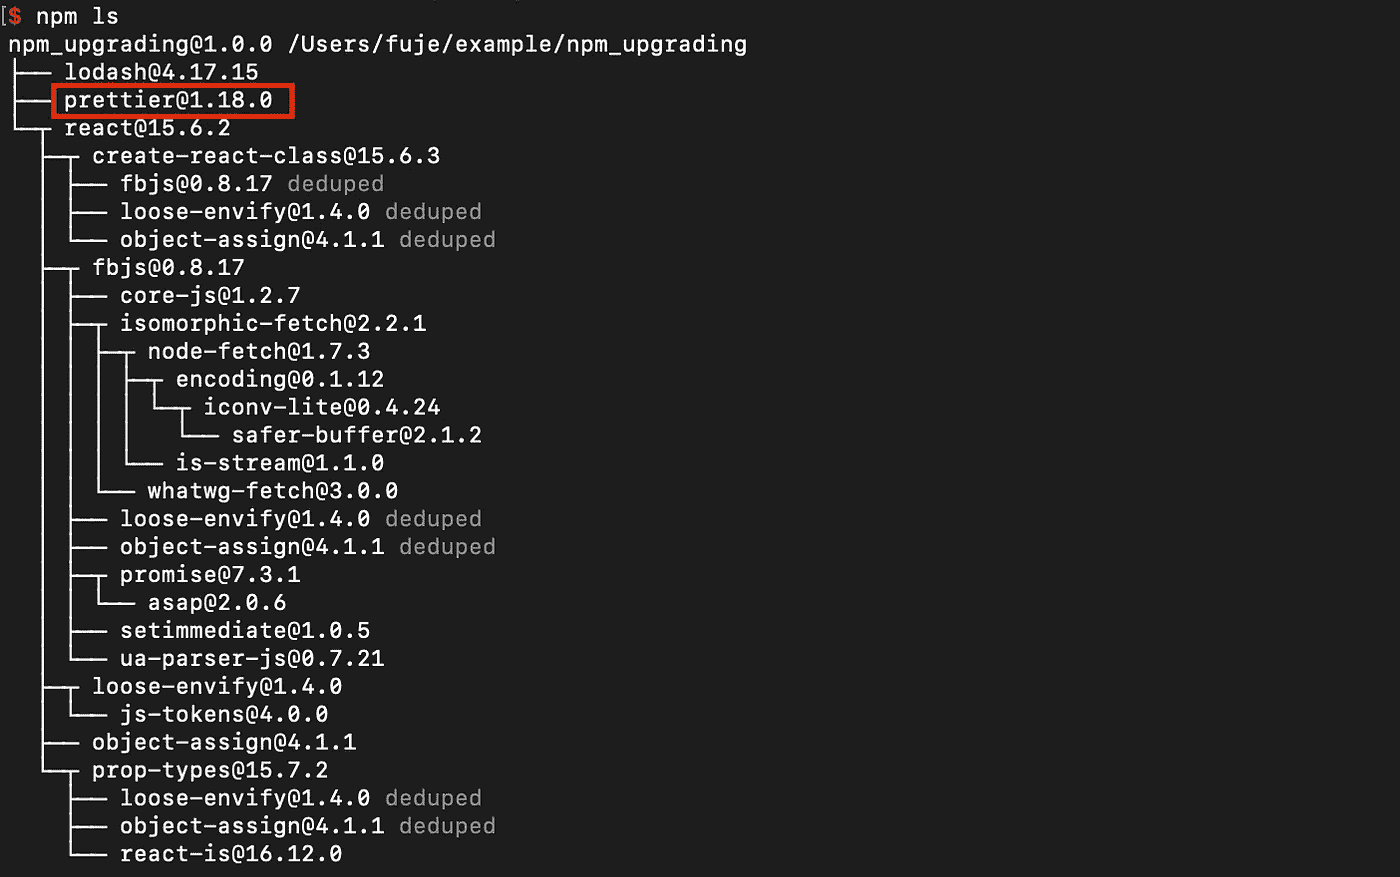 [$ npm ls
npm_upgrading@1.0.0 /Users/fuje/example/npm_upgrading
├── lodash@4.17.15
├── prettier@1.18.0
└─┬ react@15.6.2
  ├─┬ create-react-class@15.6.3
  │ ├── fbjs@0.8.17 deduped
  │ ├── loose-envify@1.4.0 deduped
  │ └── object-assign@4.1.1 deduped
  ├─┬ fbjs@0.8.17
  │ ├── core-js@1.2.7
  │ ├─┬ isomorphic-fetch@2.2.1
  │ │ ├─┬ node-fetch@1.7.3
  │ │ │ ├─┬ encoding@0.1.12
  │ │ │ │ └─┬ iconv-lite@0.4.24
  │ │ │ │   └── safer-buffer@2.1.2
  │ │ │ └── is-stream@1.1.0
  │ │ └── whatwg-fetch@3.0.0
  │ ├── loose-envify@1.4.0 deduped
  │ ├── object-assign@4.1.1 deduped
  │ ├─┬ promise@7.3.1
  │ │ └── asap@2.0.6
  │ ├── setimmediate@1.0.5
  │ └── ua-parser-js@0.7.21
  ├─┬ loose-envify@1.4.0
  │ └── js-tokens@4.0.0
  ├── object-assign@4.1.1
  └─┬ prop-types@15.7.2
    ├── loose-envify@1.4.0 deduped
    ├── object-assign@4.1.1 deduped
    └── react-is@16.12.0